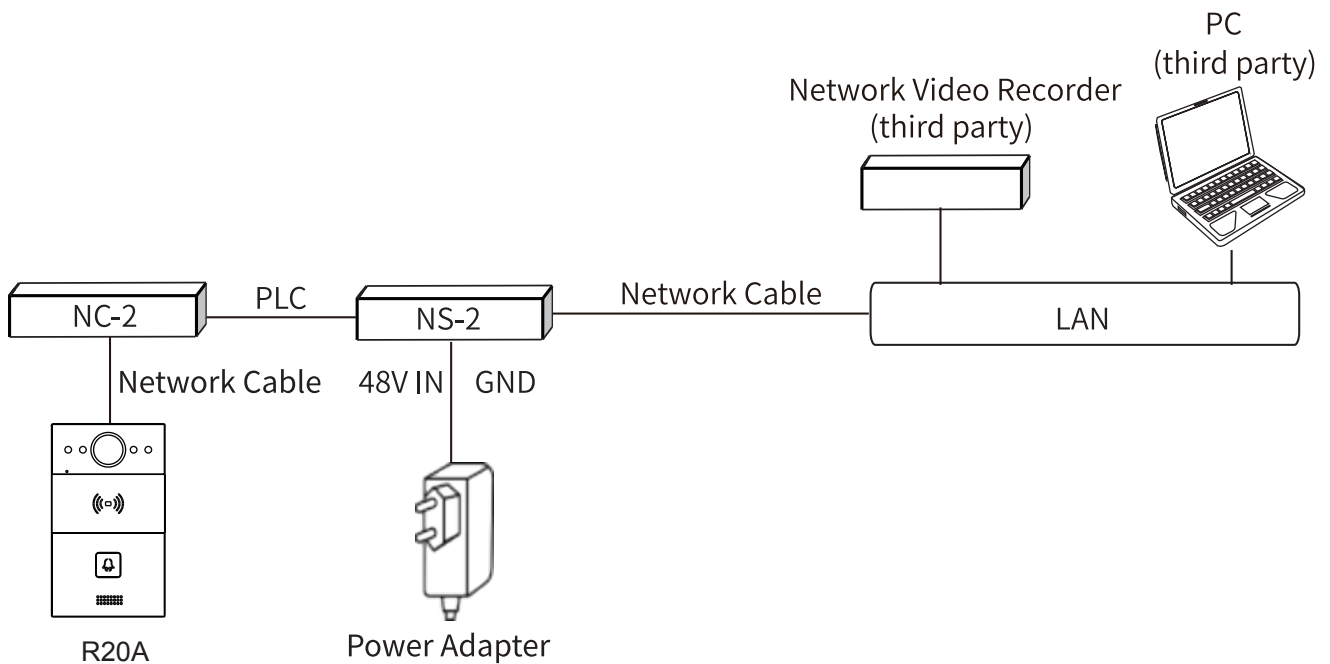 PC
(third party)
Network Video Recorder
(third party)
NC-2
PLC
NS-2
Network Cable
LAN
Network Cable
48V IN
GND
R20A
Power Adapter